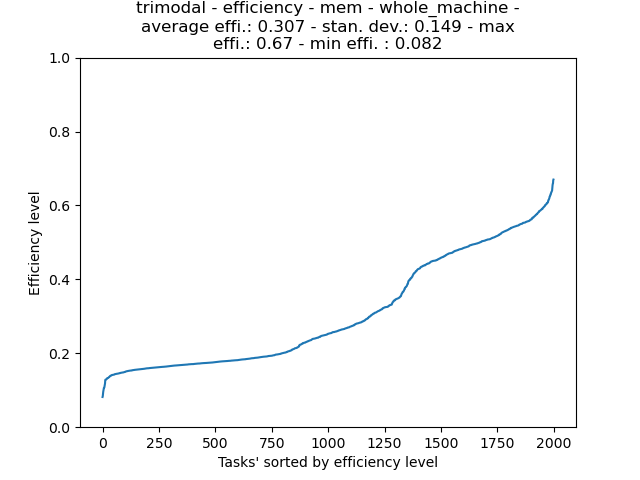 trimodal - efficiency - mem - whole_machine -
average effi.: 0.307 - stan. dev.: 0.149 - max
effi.: 0.67 - min effi. : 0.082
1.0
0.8
0.6
0.4
0.2
0.0
Efficiency level
0 250 500 750 1000 1250 1500 1750 2000
Tasks' sorted by efficiency level